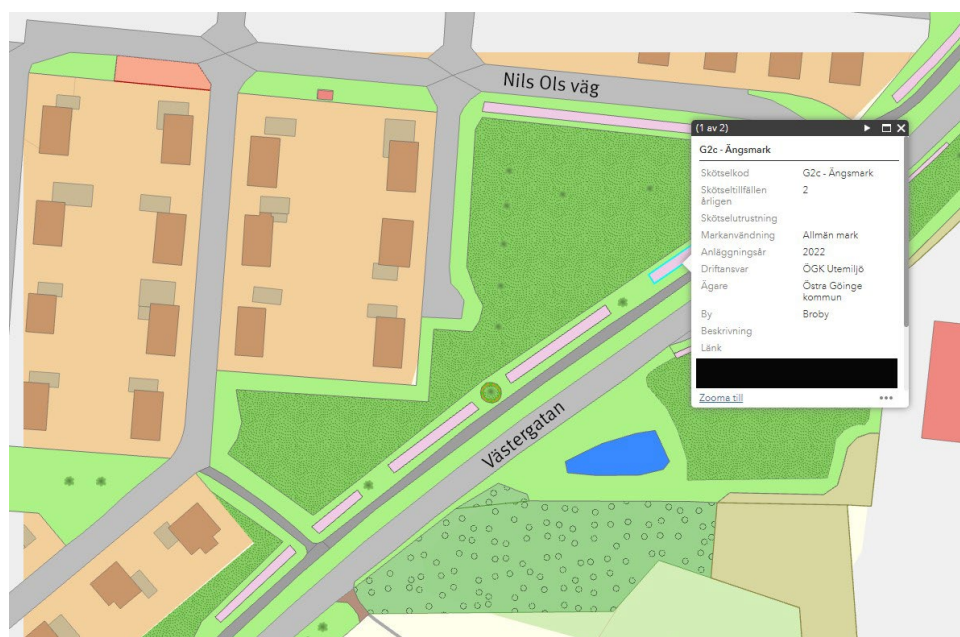 Nils Ols väg
(1 av 2)
G2c - Ängsmark
Skötselkod G2c - Ängsmark
Skötseltillfällen 2
årligen
Skötselutrustning
Markanvändning Allmän mark
Anläggningsår 2022
Driftansvar ÖGK Utemiljö
Ägare Östra Göinge
kommun
By Broby
Beskrivning
Länk
Zooma till
Västergatan